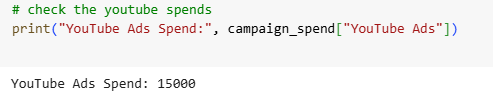 # check the youtube spends
print("YouTube Ads Spend:", campaign_spend["YouTube Ads"])
YouTube Ads Spend: 15000